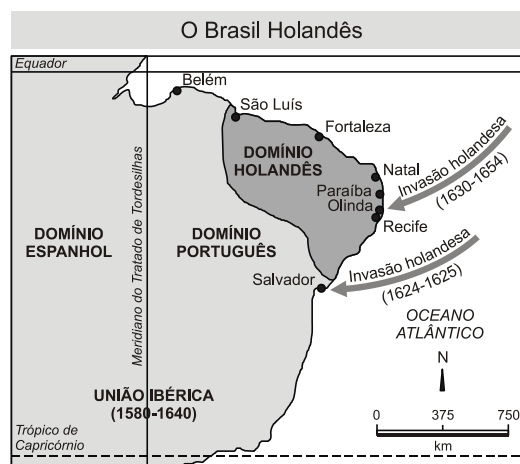 O Brasil Holandês
Equador
Belém
São Luís
Fortaleza
DOMÍNIO
HOLANDÊS
Natal
Paraíba
Olinda
Recife
Invasão holandesa
(1630-1654)
Meridiano do Tratado de Tordesilhas
DOMÍNIO
ESPANHOL
DOMÍNIO
PORTUGUÊS
Invasão holandesa
(1624-1625)
Salvador
OCEANO
ATLÂNTICO
N
UNIÃO IBÉRICA
(1580-1640)
0 375 750
km
Trópico de
Capricórnio